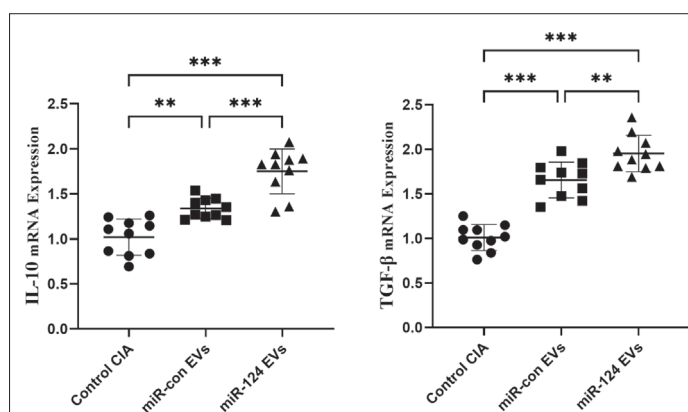 ***
**
***
IL-10 mRNA Expression
2.5
2.0
1.5
1.0
0.5
0.0
Control CIA
miR-con EVs
miR-124 EVs
***
***
**
TGF-β mRNA Expression
2.5
2.0
1.5
1.0
0.5
0.0
Control CIA
miR-con EVs
miR-124 EVs